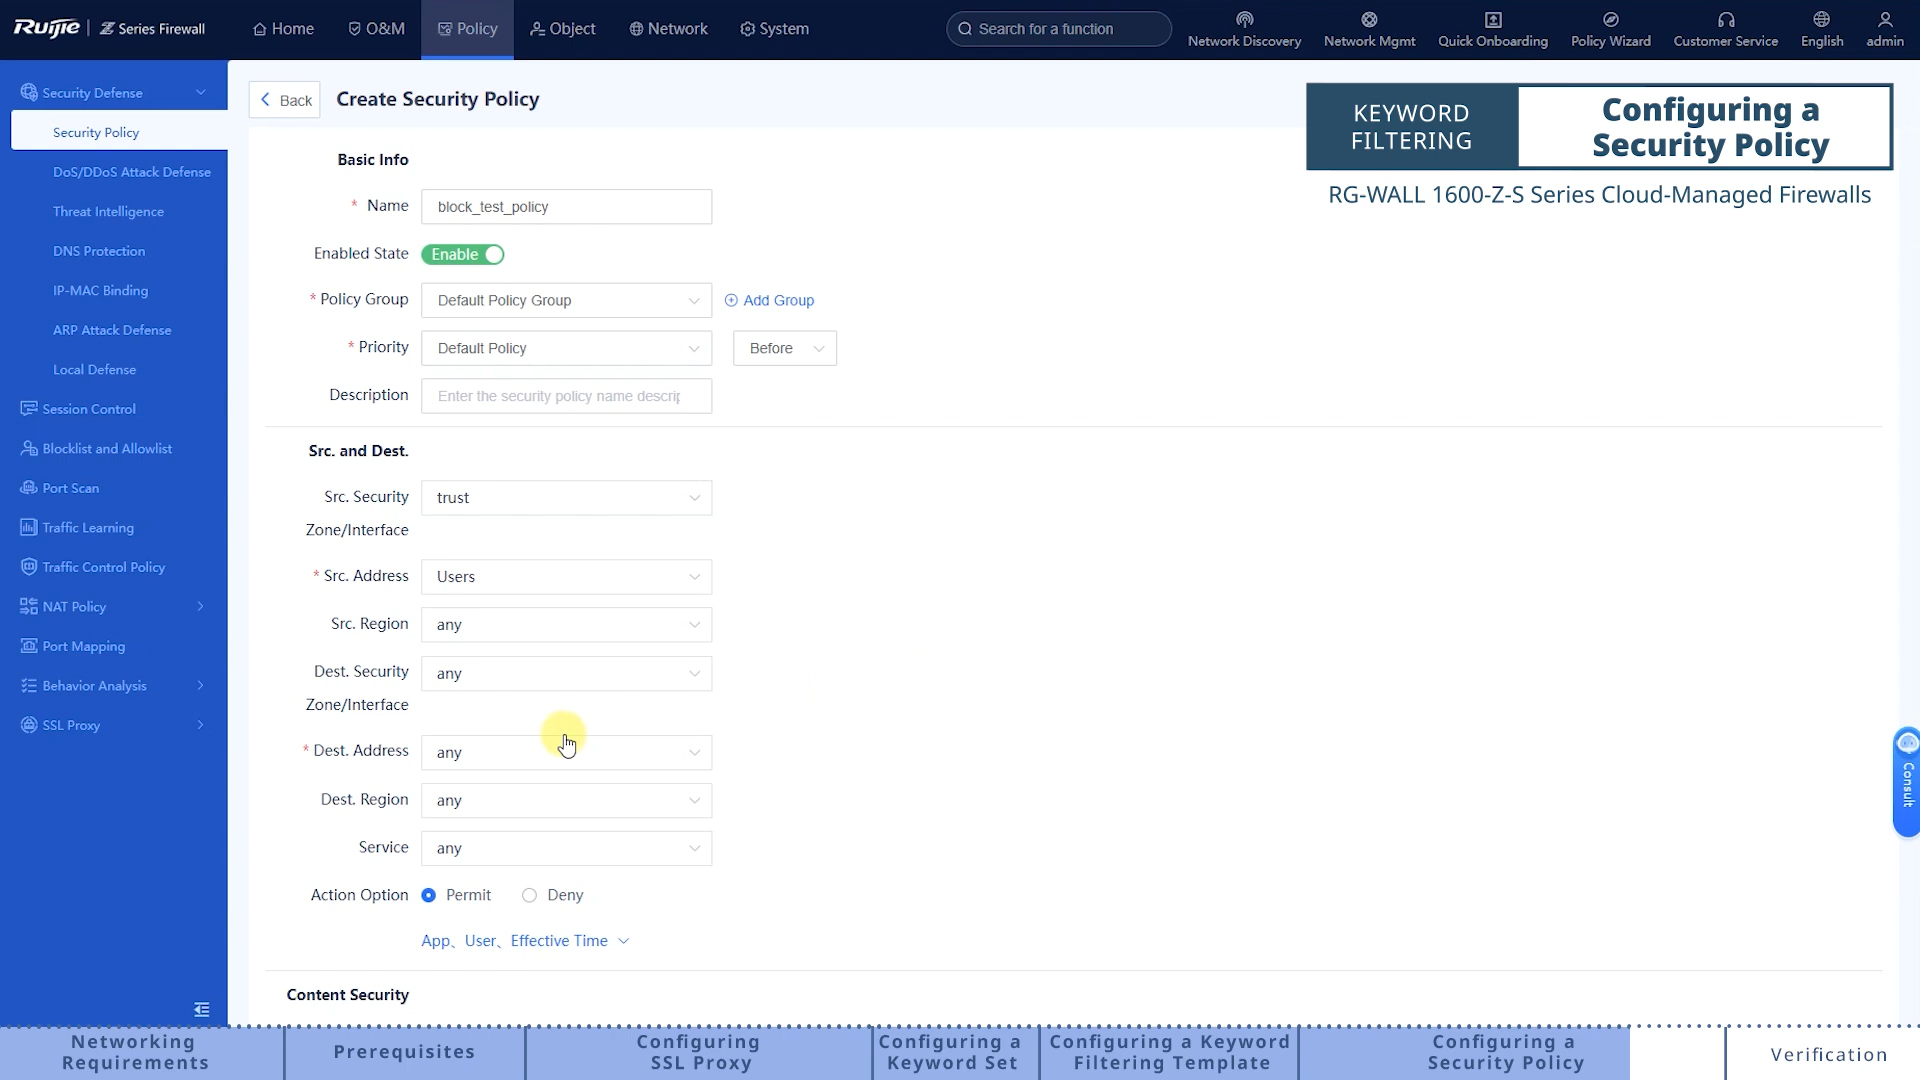 Ruijie | Z Series Firewall
Home
O&M
Policy
Object
Network
System
Search for a function
Network Discovery
Network Mgmt
Quick Onboarding
Policy Wizard
Customer Service
English
admin
Security Defense
Security Policy
DoS/DDoS Attack Defense
Threat Intelligence
DNS Protection
IP-MAC Binding
ARP Attack Defense
Local Defense
Session Control
Blocklist and Allowlist
Port Scan
Traffic Learning
Traffic Control Policy
NAT Policy
Port Mapping
Behavior Analysis
SSL Proxy
Back
Create Security Policy
KEYWORD
FILTERING
Configuring a
Security Policy
RG-WALL 1600-Z-S Series Cloud-Managed Firewalls
Basic Info
* Name block_test_policy
Enabled State Enable
* Policy Group Default Policy Group Add Group
* Priority Default Policy Before
Description Enter the security policy name descrip
Src. and Dest.
Src. Security trust
Zone/Interface
* Src. Address Users
Src. Region any
Dest. Security any
Zone/Interface
* Dest. Address any
Dest. Region any
Service any
Action Option Permit Deny
App、User、Effective Time
Content Security
Consult
Networking
Requirements
Prerequisites
Configuring
SSL Proxy
Configuring a
Keyword Set
Configuring a Keyword
Filtering Template
Configuring a
Security Policy
Verification